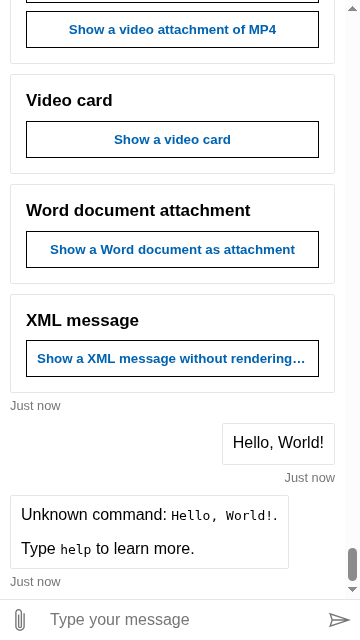 Show a video attachment of MP4
Video card
Show a video card
Word document attachment
Show a Word document as attachment
XML message
Show a XML message without rendering…
Just now
Hello, World!
Just now
Unknown command: Hello, World!.
Type help to learn more.
Just now
Type your message